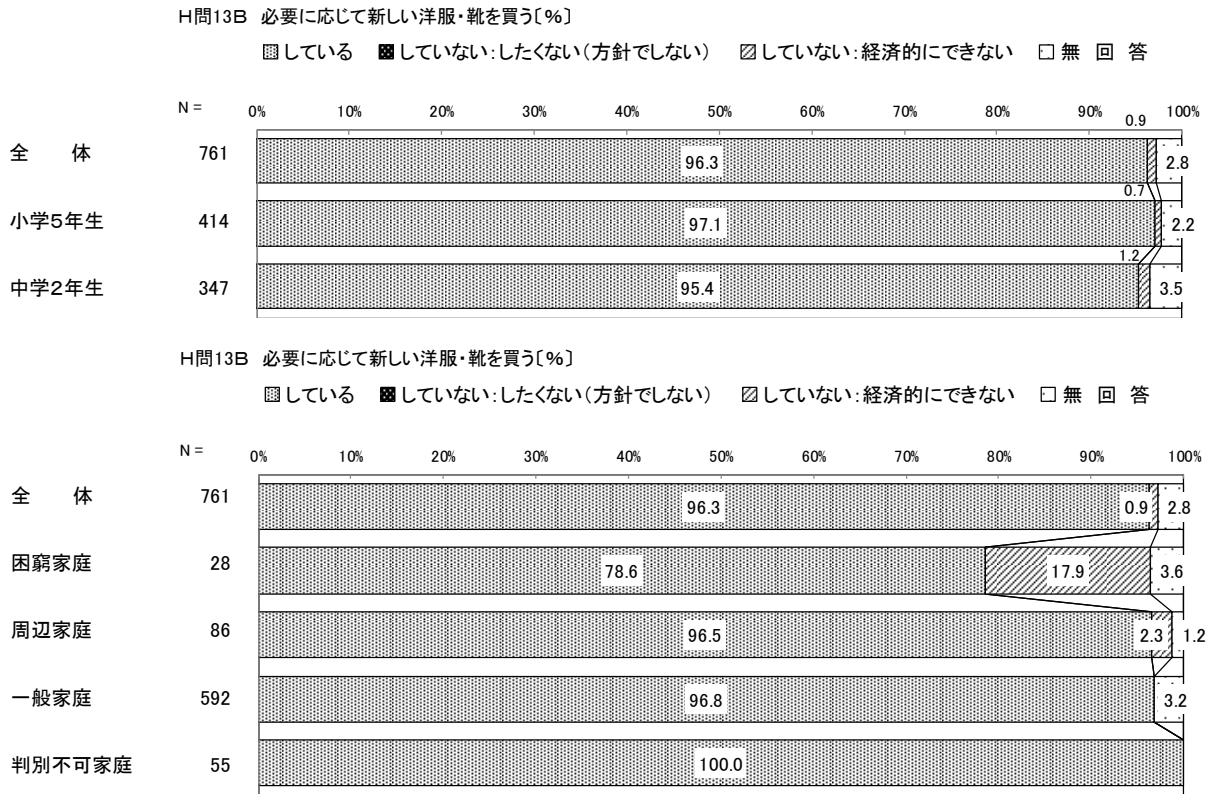 H問13B 必要に応じて新しい洋服・靴を買う〔%〕
している していない:したくない(方針でしない) していない:経済的にできない 無 回 答
N = 0% 10% 20% 30% 40% 50% 60% 70% 80% 90% 100%
0.9
全 体 761 96.3 2.8
0.7
小学5年生 414 97.1 2.2
1.2
中学2年生 347 95.4 3.5
H問13B 必要に応じて新しい洋服・靴を買う〔%〕
している していない:したくない(方針でしない) していない:経済的にできない 無 回 答
N = 0% 10% 20% 30% 40% 50% 60% 70% 80% 90% 100%
全 体 761 96.3 0.9 2.8
困窮家庭 28 78.6 17.9 3.6
周辺家庭 86 96.5 2.3 1.2
一般家庭 592 96.8 3.2
判別不可家庭 55 100.0